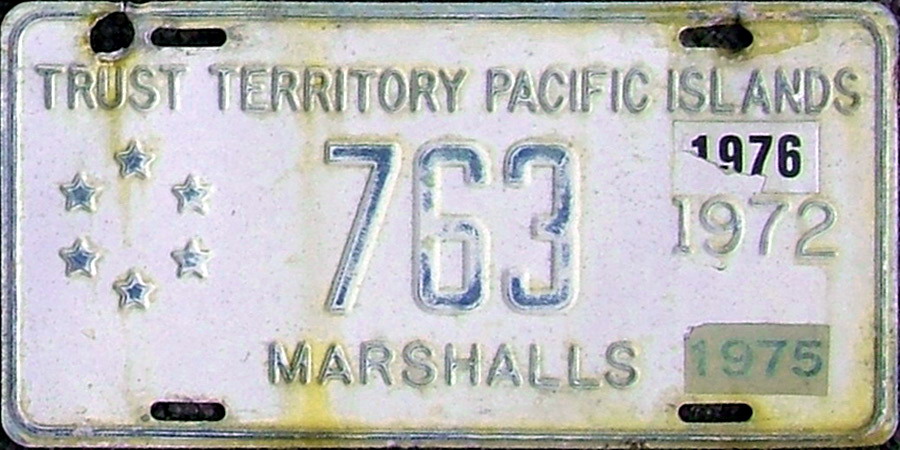 TRUST TERRITORY PACIFIC ISLANDS
1976
763
1972
MARSHALLS
1975